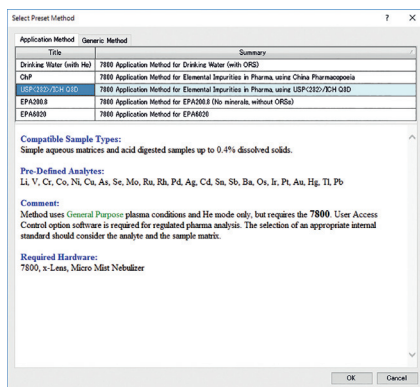 Select Preset Method
? ×
Application Method Generic Method
Title Summary
Drinking Water (with He) 7800 Application Method for Drinking Water (with ORS)
ChP 7800 Application Method for Elemental Impurities in Pharma, using China Pharmacopoeia
USP<232>/ICH Q3D 7800 Application Method for Elemental Impurities in Pharma, using USP<232>/ICH Q3D
EPA200.8 7800 Application Method for EPA200.8 (No minerals, without ORSs)
EPA6020 7800 Application Method for EPA6020
Compatible Sample Types:
Simple aqueous matrices and acid digested samples up to 0.4% dissolved solids.
Pre-Defined Analytes:
Li, V, Cr, Co, Ni, Cu, As, Se, Mo, Ru, Rh, Pd, Ag, Cd, Sn, Sb, Ba, Os, Ir, Pt, Au, Hg, Tl, Pb
Comment:
Method uses General Purpose plasma conditions and He mode only, but requires the 7800. User Access
Control option software is required for regulated pharma analysis. The selection of an appropriate internal
standard should consider the analyte and the sample matrix.
Required Hardware:
7800, x-Lens, Micro Mist Nebulizer
OK Cancel